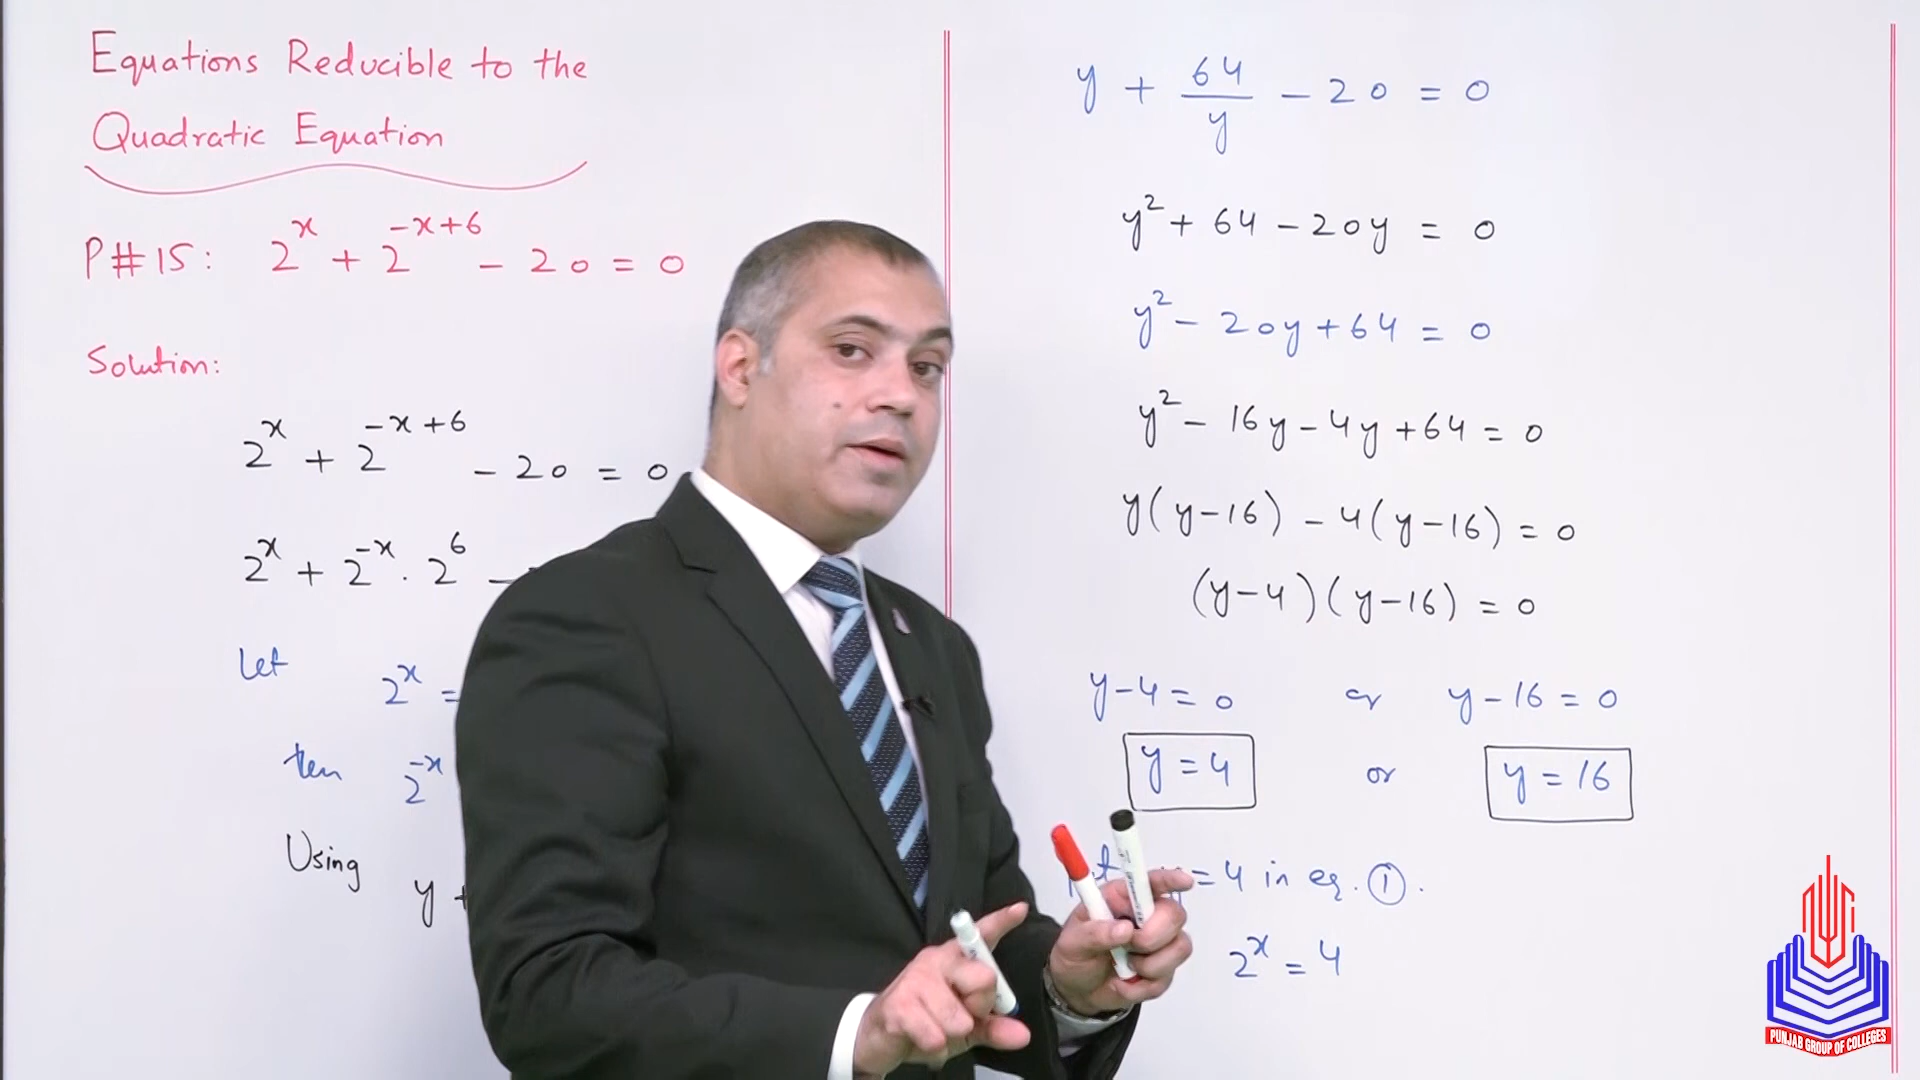 Equations Reducible to the
Quadratic Equation
P#15: 2^x + 2^(-x+6) - 20 = 0
Solution:
2^x + 2^(-x+6) - 20 = 0
2^x + 2^(-x) . 2^6 -
Let 2^x =
then 2^(-x)
Using y +
y + 64/y - 20 = 0
y² + 64 - 20y = 0
y² - 20y + 64 = 0
y² - 16y - 4y + 64 = 0
y(y-16) - 4(y-16) = 0
(y-4)(y-16) = 0
y-4 = 0 or y-16 = 0
y = 4 or y = 16
= 4 in eq. ①.
2^x = 4
PUNJAB GROUP OF COLLEGES